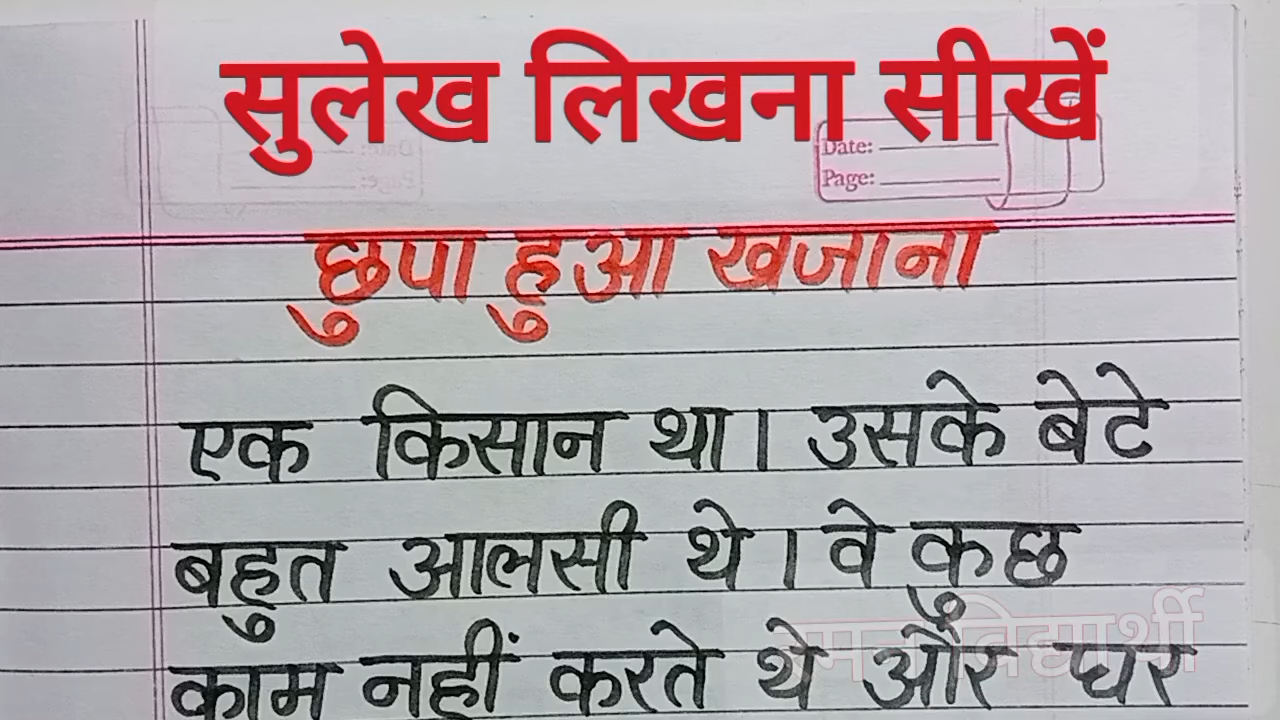 सुलेख लिखना सीखें
Date:
Page:
छुपा हुआ खजाना
एक किसान था। उसके बेटे
बहुत आलसी थे। वे कुछ
विद्यार्थी
काम नहीं करते थे और घर